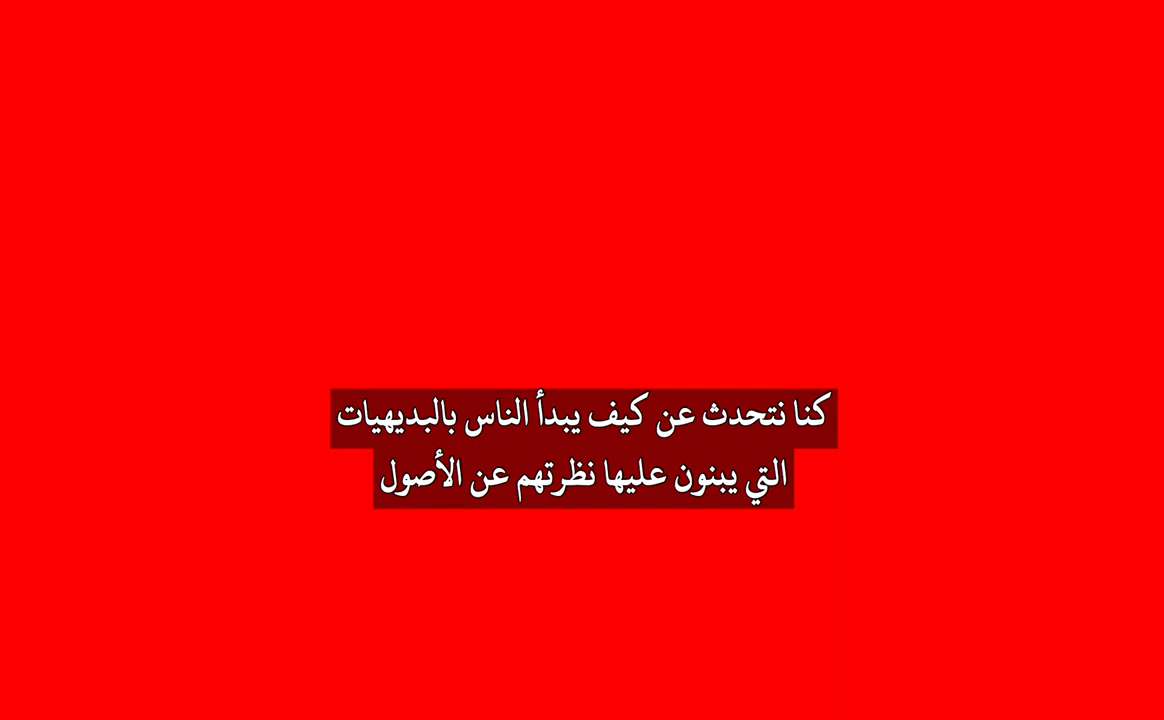 كنا نتحدث عن كيف يبدأ الناس بالبديهيات
التي يبنون عليها نظرتهم عن الأصول